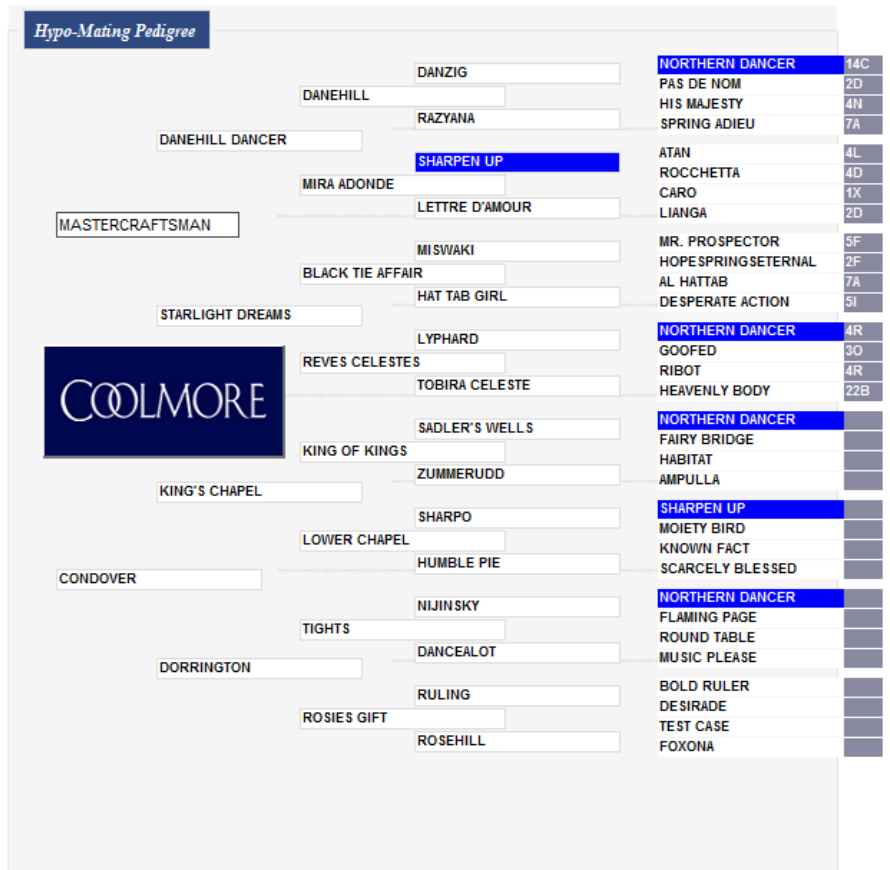 Hypo-Mating Pedigree
NORTHERN DANCER 14C
DANZIG
PAS DE NOM 2D
DANEHILL
HIS MAJESTY 4N
RAZYANA
SPRING ADIEU 7A
DANEHILL DANCER
ATAN 4L
SHARPEN UP
ROCCHETTA 4D
MIRA ADONDE
CARO 1X
LETTRE D'AMOUR
LIANGA 2D
MASTERCRAFTSMAN
MR. PROSPECTOR 5F
MISWAKI
HOPESPRINGSETERNAL 2F
BLACK TIE AFFAIR
AL HATTAB 7A
HAT TAB GIRL
DESPERATE ACTION 5I
STARLIGHT DREAMS
NORTHERN DANCER 4R
LYPHARD
GOOFED 3O
REVES CELESTES
RIBOT 4R
TOBIRA CELESTE
HEAVENLY BODY 22B
COOLMORE
NORTHERN DANCER
SADLER'S WELLS
FAIRY BRIDGE
KING OF KINGS
HABITAT
ZUMMERUDD
AMPULLA
KING'S CHAPEL
SHARPEN UP
SHARPO
MOIETY BIRD
LOWER CHAPEL
KNOWN FACT
HUMBLE PIE
SCARCELY BLESSED
CONDOVER
NORTHERN DANCER
NIJINSKY
FLAMING PAGE
TIGHTS
ROUND TABLE
DANCEALOT
MUSIC PLEASE
DORRINGTON
BOLD RULER
RULING
DESIRADE
ROSIES GIFT
TEST CASE
ROSEHILL
FOXONA